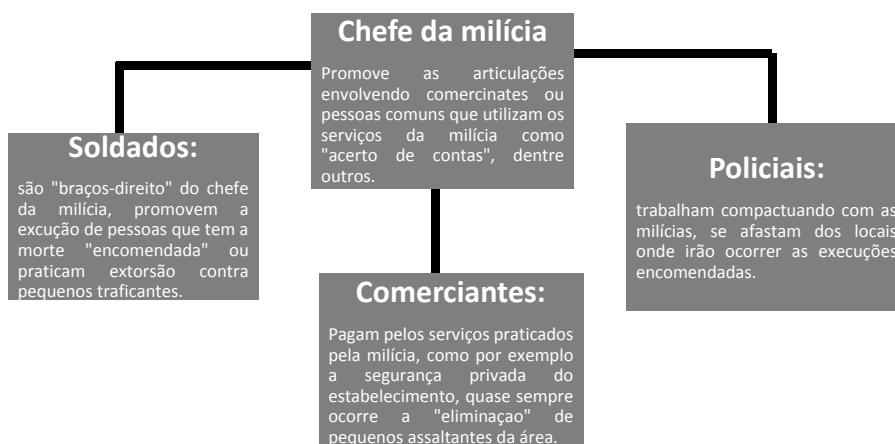 Chefe da milícia
Promove as articulações
envolvendo comercinates ou
pessoas comuns que utilizam os
serviços da milícia como
"acerto de contas", dentre
outros.
Soldados:
são "braços-direito" do chefe
da milícia, promovem a
excução de pessoas que tem a
morte "encomendada" ou
praticam extorsão contra
pequenos traficantes.
Comerciantes:
Pagam pelos serviços praticados
pela milícia, como por exemplo
a segurança privada do
estabelecimento, quase sempre
ocorre a "eliminaçao" de
pequenos assaltantes da área.
Policiais:
trabalham compactuando com as
milícias, se afastam dos locais
onde irão ocorrer as execuções
encomendadas.